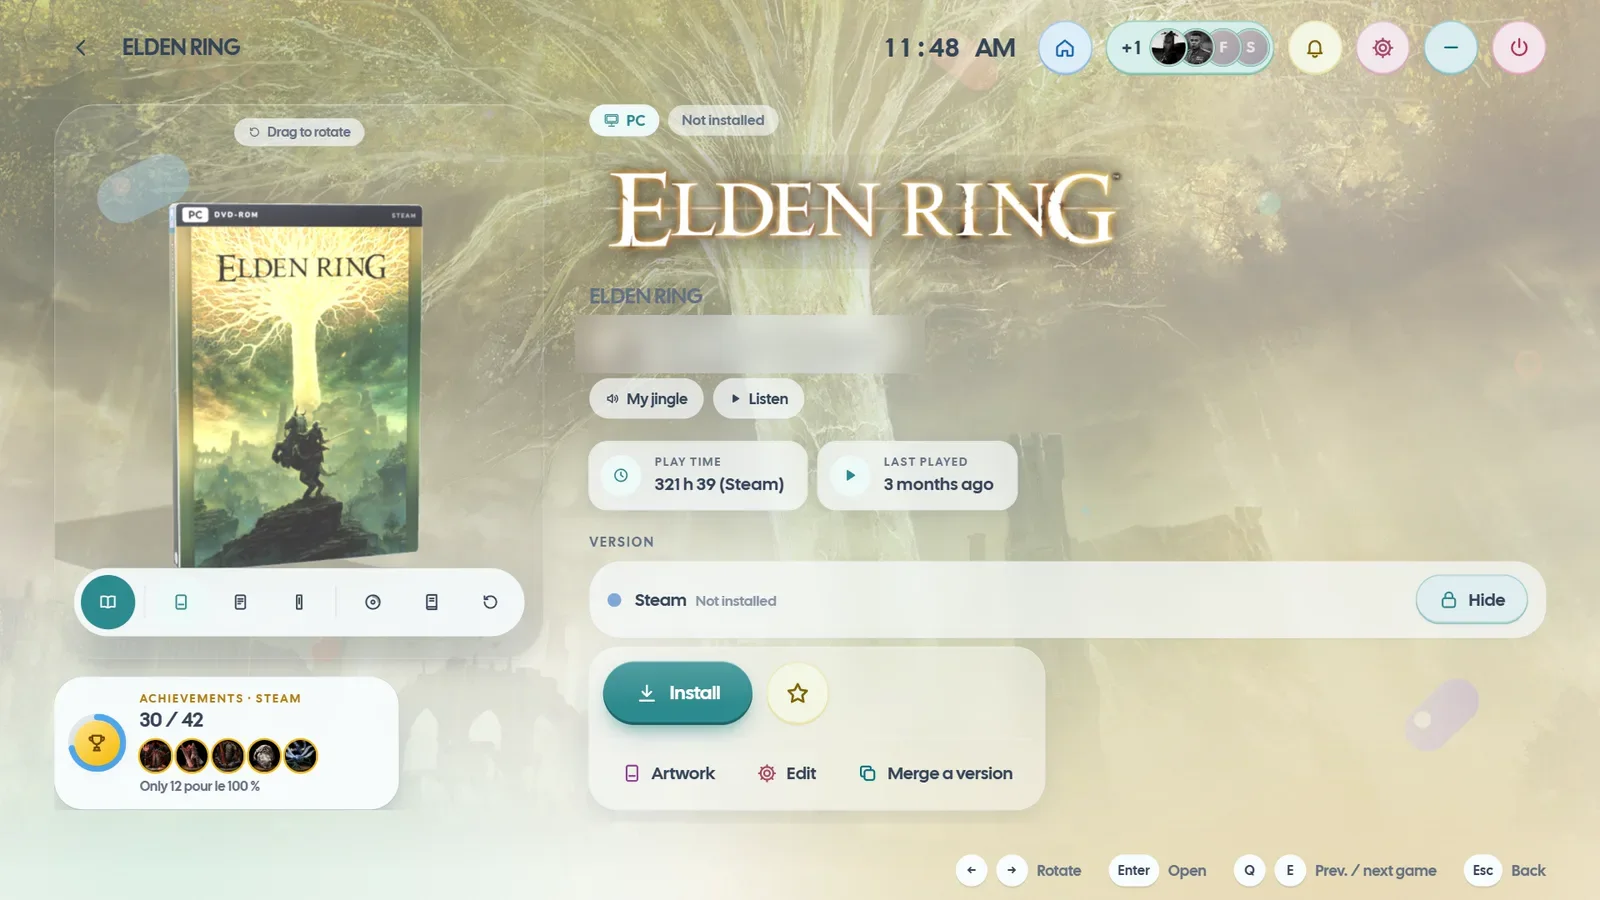 ELDEN RING
11:48 AM
+1
F
S
Drag to rotate
PC
Not installed
PC DVD-ROM
STEAM
ELDEN RING
ELDEN RING
ELDEN RING
My jingle
Listen
PLAY TIME
321 h 39 (Steam)
LAST PLAYED
3 months ago
VERSION
Steam Not installed
Hide
ACHIEVEMENTS · STEAM
30 / 42
Only 12 pour le 100 %
Install
Artwork
Edit
Merge a version
Rotate
Enter Open
Q E Prev. / next game
Esc Back